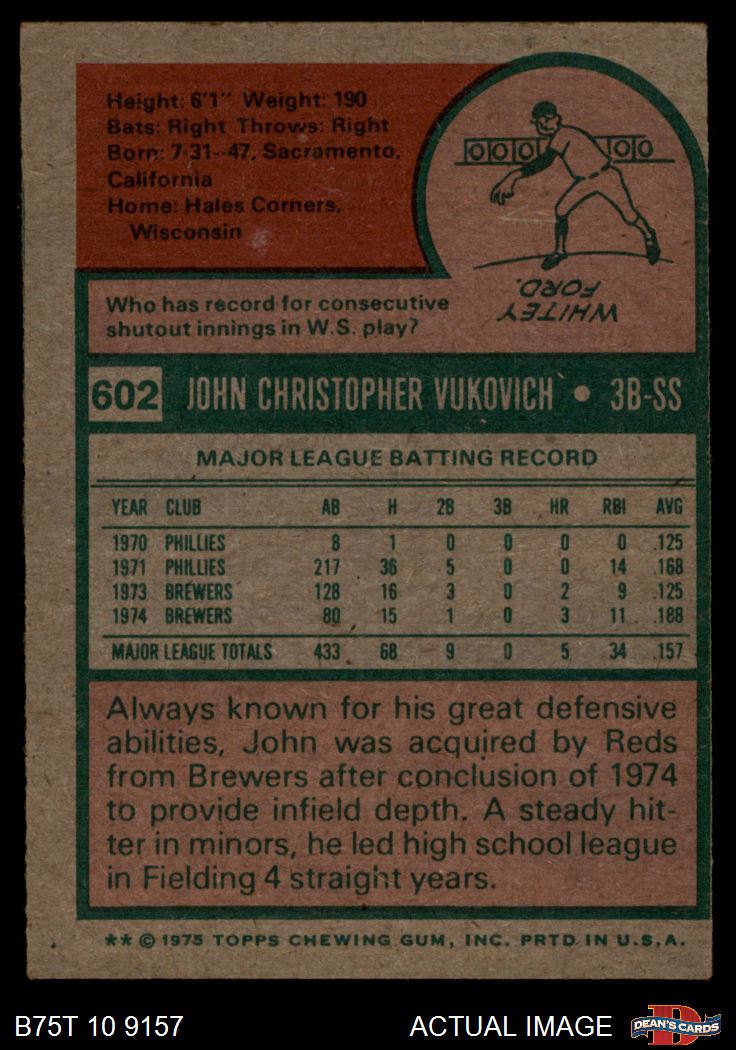 Height: 6'1" Weight: 190
Bats: Right Throws: Right
Born: 7-31-47, Sacramento,
California
Home: Hales Corners,
Wisconsin
0000 00
WHITEY
FORD.
Who has record for consecutive
shutout innings in W.S. play?
602 JOHN CHRISTOPHER VUKOVICH • 3B-SS
MAJOR LEAGUE BATTING RECORD
YEAR CLUB AB H 2B 3B HR RBI AVG
1970 PHILLIES 8 1 0 0 0 0 .125
1971 PHILLIES 217 36 5 0 0 14 .168
1973 BREWERS 128 16 3 0 2 9 .125
1974 BREWERS 80 15 1 0 3 11 .188
MAJOR LEAGUE TOTALS 433 68 9 0 5 34 .157
Always known for his great defensive
abilities, John was acquired by Reds
from Brewers after conclusion of 1974
to provide infield depth. A steady hit-
ter in minors, he led high school league
in Fielding 4 straight years.
** © 1975 TOPPS CHEWING GUM, INC. PRTD. IN U.S.A.
B75T 10 9157 ACTUAL IMAGE DEAN'S CARDS